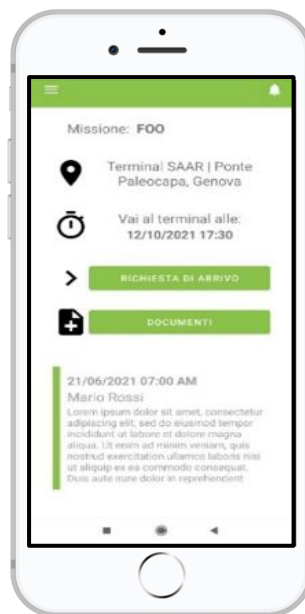 Missione: FOO
Terminal SAAR | Ponte
Paleocapa, Genova
Vai al terminal alle:
12/10/2021 17:30
RICHIESTA DI ARRIVO
DOCUMENTI
21/06/2021 07:00 AM
Mario Rossi
Lorem ipsum dolor sit amet, consectetur
adipiscing elit, sed do eiusmod tempor
incididunt ut labore et dolore magna
aliqua. Ut enim ad minim veniam, quis
nostrud exercitation ullamco laboris nisi
ut aliquip ex ea commodo consequat.
Duis aute irure dolor in reprehenderit